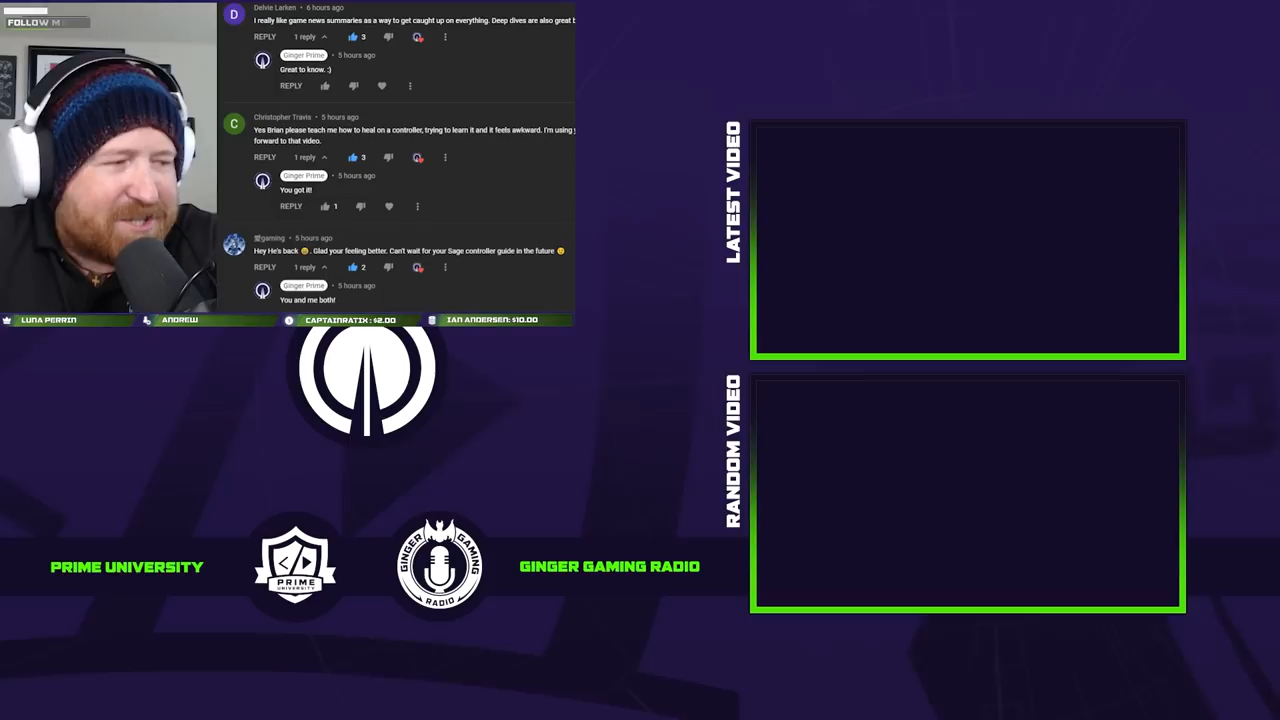 FOLLOW M
Delvie Larken • 6 hours ago
I really like game news summaries as a way to get caught up on everything. Deep dives are also great
REPLY 1 reply 3
Ginger Prime • 5 hours ago
Great to know. :)
REPLY
C
Christopher Travis • 5 hours ago
Yes Brian please teach me how to heal on a controller, trying to learn it and it feels awkward. I'm using
forward to that video.
REPLY 1 reply 3
Ginger Prime • 5 hours ago
You got it!
REPLY 1
gaming • 5 hours ago
Hey He's back 😄. Glad your feeling better. Can't wait for your Sage controller guide in the future 😉
REPLY 1 reply 2
Ginger Prime • 5 hours ago
You and me both!
LUNA PERRIN ANDREW CAPTAINRATIX : $2.00 IAN ANDERSEN: $10.00
LATEST VIDEO
RANDOM VIDEO
PRIME UNIVERSITY
PRIME
UNIVERSITY
GINGER GAMING
RADIO
GINGER GAMING RADIO